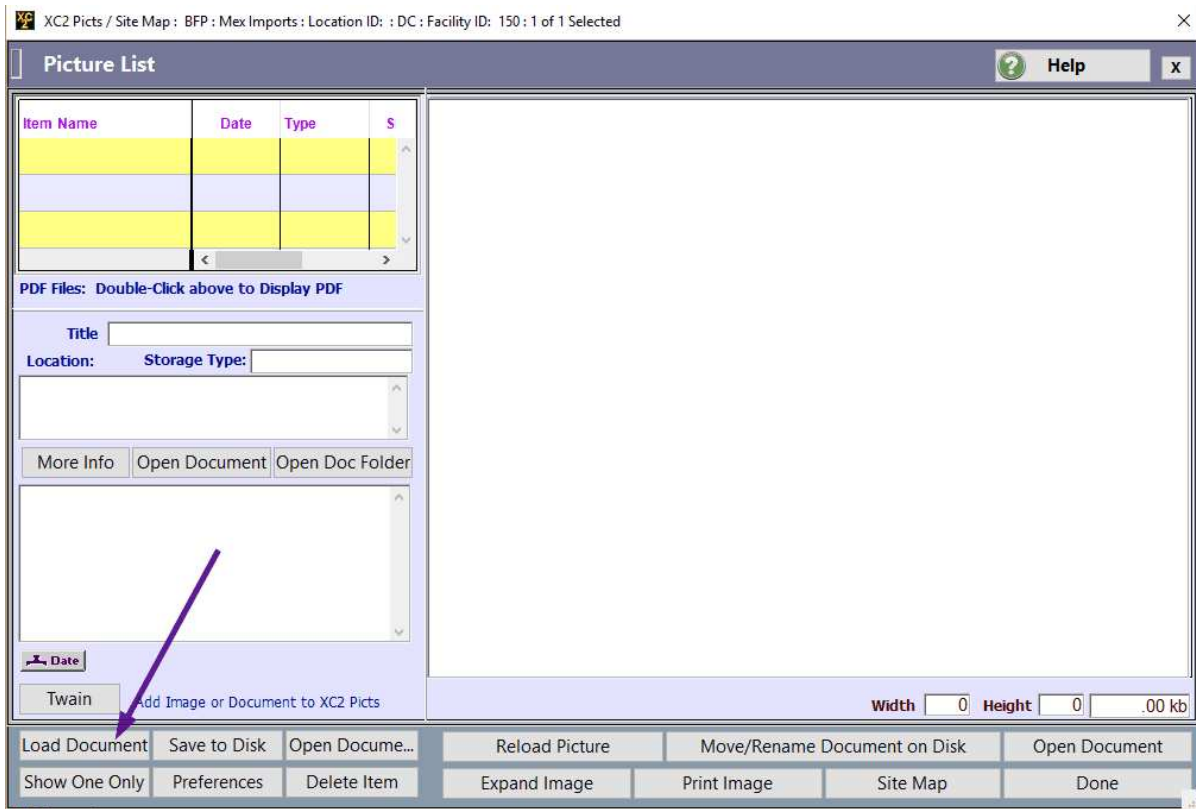 XC2 Picts / Site Map : BFP : Mex Imports : Location ID: : DC : Facility ID: 150 : 1 of 1 Selected
Picture List
Help
X
Item Name Date Type S
PDF Files: Double-Click above to Display PDF
Title
Location: Storage Type:
More Info Open Document Open Doc Folder
Date
Twain Add Image or Document to XC2 Picts
Width 0 Height 0 .00 kb
Load Document Save to Disk Open Docume... Reload Picture Move/Rename Document on Disk Open Document
Show One Only Preferences Delete Item Expand Image Print Image Site Map Done